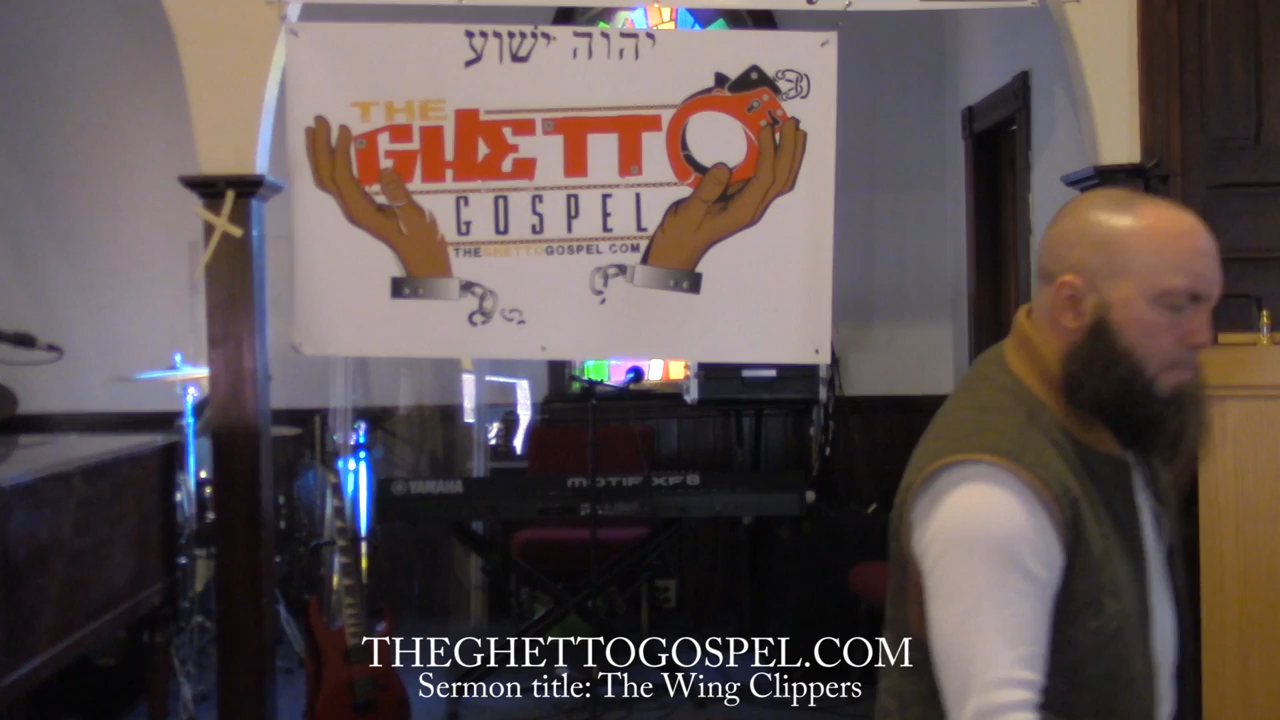 יהוה ישוע
THE
GHETTO
GOSPEL
THEGHETTOGOSPEL.COM
YAMAHA
MOTIF XF8
THEGHETTOGOSPEL.COM
Sermon title: The Wing Clippers